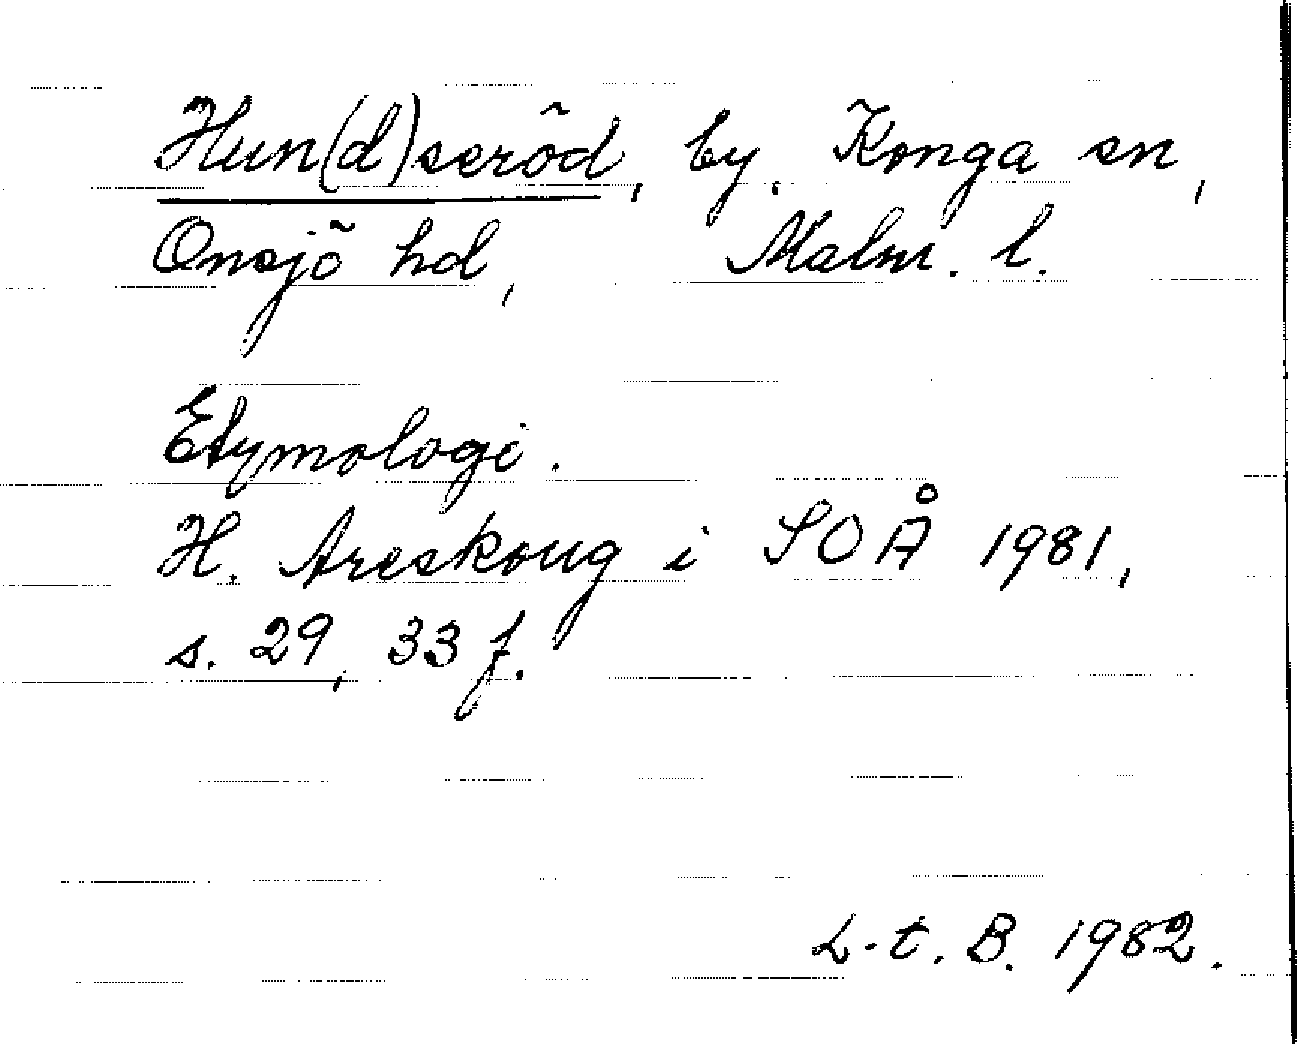 Hun(d)seröd, by. Konga sn,
Onsjö hd, Malm. l.
Etymologi.
H. Areskoug i SOÅ 1981,
s. 29, 33 f.
L-t. B. 1982.